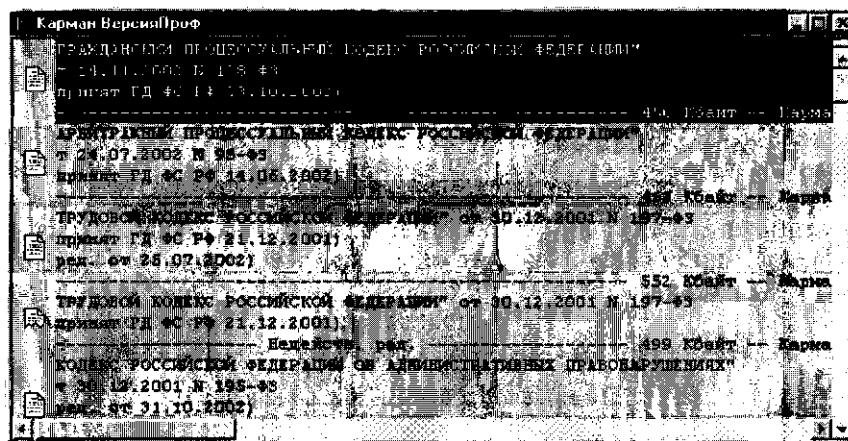 Карман ВерсияПроф
ГРАЖДАНСКИЙ ПРОЦЕССУАЛЬНЫЙ КОДЕКС РОССИЙСКОЙ ФЕДЕРАЦИИ"
т 14.11.2002 N 138-ФЗ
принят ГД ФС РФ 23.10.2002)
Кбайт -- Карма
АРБИТРАЖНЫЙ ПРОЦЕССУАЛЬНЫЙ КОДЕКС РОССИЙСКОЙ ФЕДЕРАЦИИ"
т 24.07.2002 N 95-ФЗ
принят ГД ФС РФ 14.06.2002)
Кбайт -- Карма
ТРУДОВОЙ КОДЕКС РОССИЙСКОЙ ФЕДЕРАЦИИ" от 30.12.2001 N 197-ФЗ
принят ГД ФС РФ 21.12.2001)
ред. от 25.07.2002)
552 Кбайт -- Карма
ТРУДОВОЙ КОДЕКС РОССИЙСКОЙ ФЕДЕРАЦИИ" от 30.12.2001 N 197-ФЗ
принят ГД ФС РФ 21.12.2001)
Недейств. ред. 499 Кбайт -- Карма
КОДЕКС РОССИЙСКОЙ ФЕДЕРАЦИИ ОБ АДМИНИСТРАТИВНЫХ ПРАВОНАРУШЕНИЯХ"
т 30.12.2001 N 195-ФЗ
ред. от 31.10.2002)